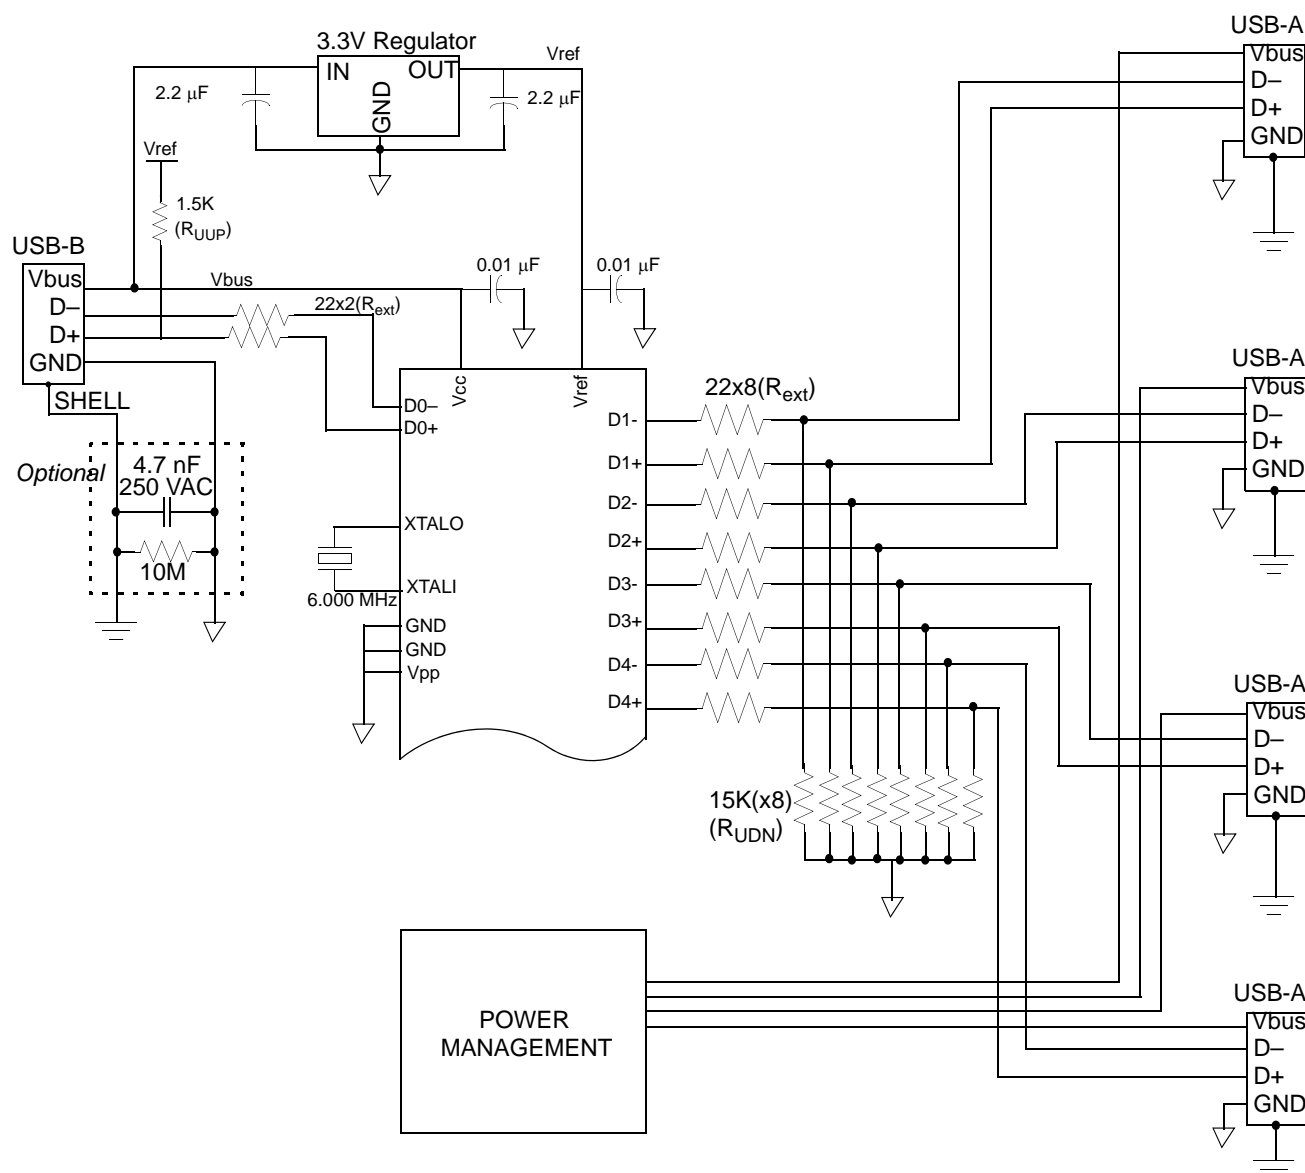 3.3V Regulator
IN
OUT
GND
Vref
2.2 μF
2.2 μF
Vref
1.5K
(RUUP)
USB-B
Vbus
D–
D+
GND
SHELL
Vbus
22x2(Rext)
0.01 μF
0.01 μF
Optional
4.7 nF
250 VAC
10M
6.000 MHz
Vcc
Vref
D0–
D0+
XTALO
XTALI
GND
GND
Vpp
D1-
D1+
D2-
D2+
D3-
D3+
D4-
D4+
22x8(Rext)
15K(x8)
(RUDN)
POWER
MANAGEMENT
USB-A
Vbus
D–
D+
GND
USB-A
Vbus
D–
D+
GND
USB-A
Vbus
D–
D+
GND
USB-A
Vbus
D–
D+
GND